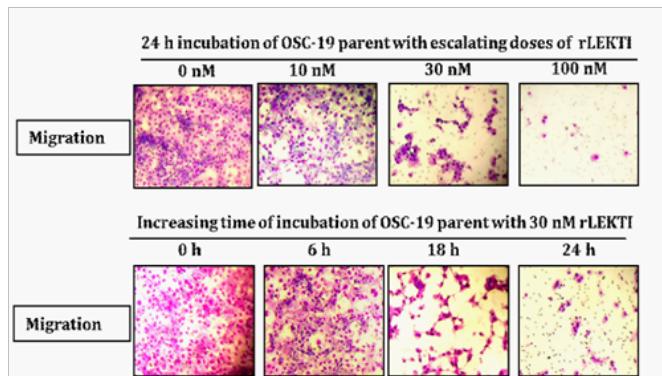 24 h incubation of OSC-19 parent with escalating doses of rLEKTI
0 nM 10 nM 30 nM 100 nM
Migration
Increasing time of incubation of OSC-19 parent with 30 nM rLEKTI
0 h 6 h 18 h 24 h
Migration